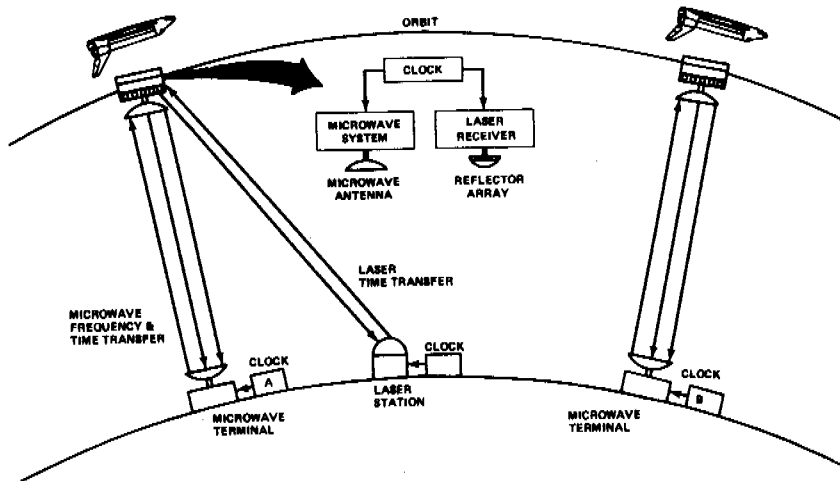 ORBIT
CLOCK
MICROWAVE
SYSTEM
LASER
RECEIVER
MICROWAVE
ANTENNA
REFLECTOR
ARRAY
LASER
TIME TRANSFER
MICROWAVE
FREQUENCY &
TIME TRANSFER
CLOCK
A
MICROWAVE
TERMINAL
CLOCK
LASER
STATION
CLOCK
B
MICROWAVE
TERMINAL